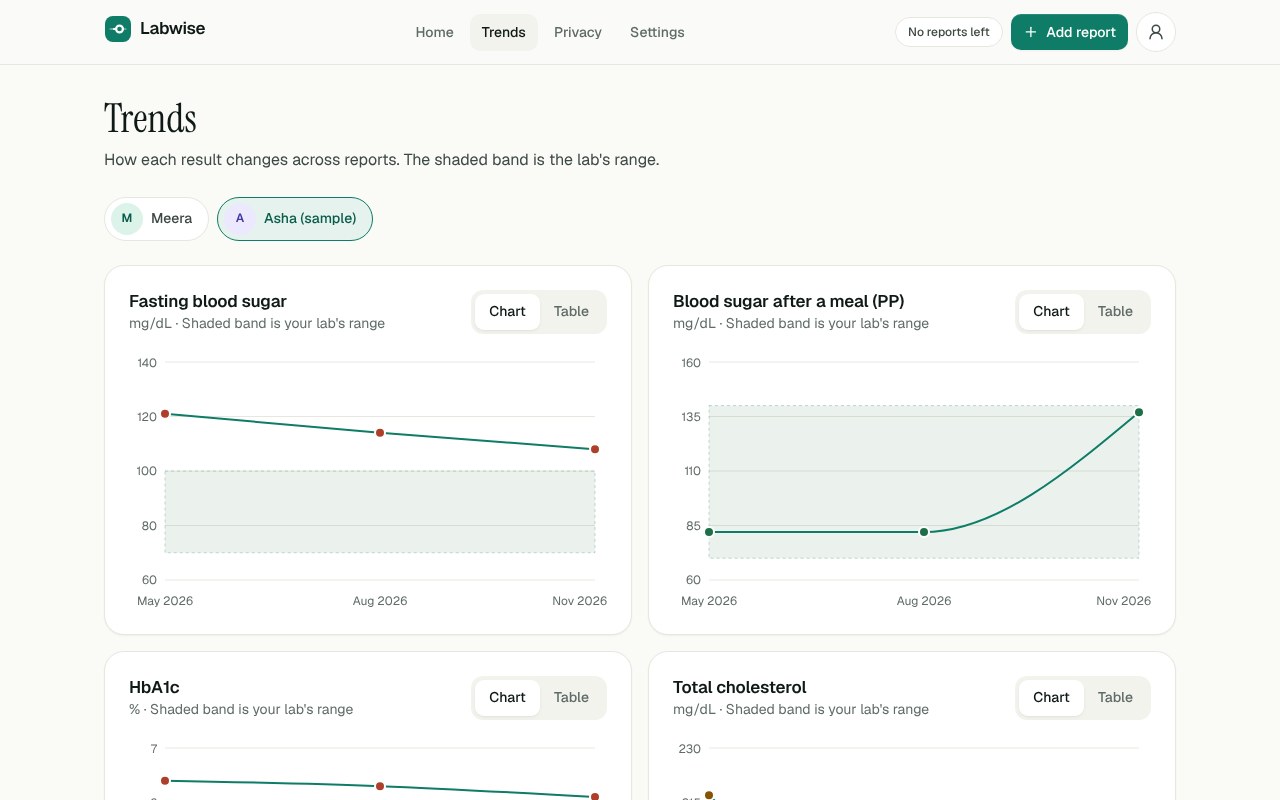 Labwise
Home
Trends
Privacy
Settings
No reports left
+ Add report
Trends
How each result changes across reports. The shaded band is the lab's range.
M Meera
A Asha (sample)
Fasting blood sugar
mg/dL · Shaded band is your lab's range
Chart
Table
140
120
100
80
60
May 2026
Aug 2026
Nov 2026
Blood sugar after a meal (PP)
mg/dL · Shaded band is your lab's range
Chart
Table
160
135
110
85
60
May 2026
Aug 2026
Nov 2026
HbA1c
% · Shaded band is your lab's range
Chart
Table
7
Total cholesterol
mg/dL · Shaded band is your lab's range
Chart
Table
230